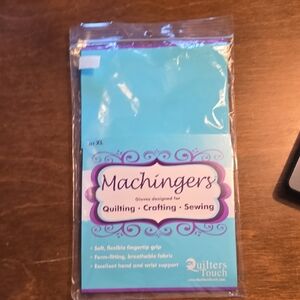 XL
Machingers
Gloves designed for
Quilting • Crafting • Sewing
• Soft, flexible fingertip grip
• Form-fitting, breathable fabric
• Excellent hand and wrist support
Quilters
Touch